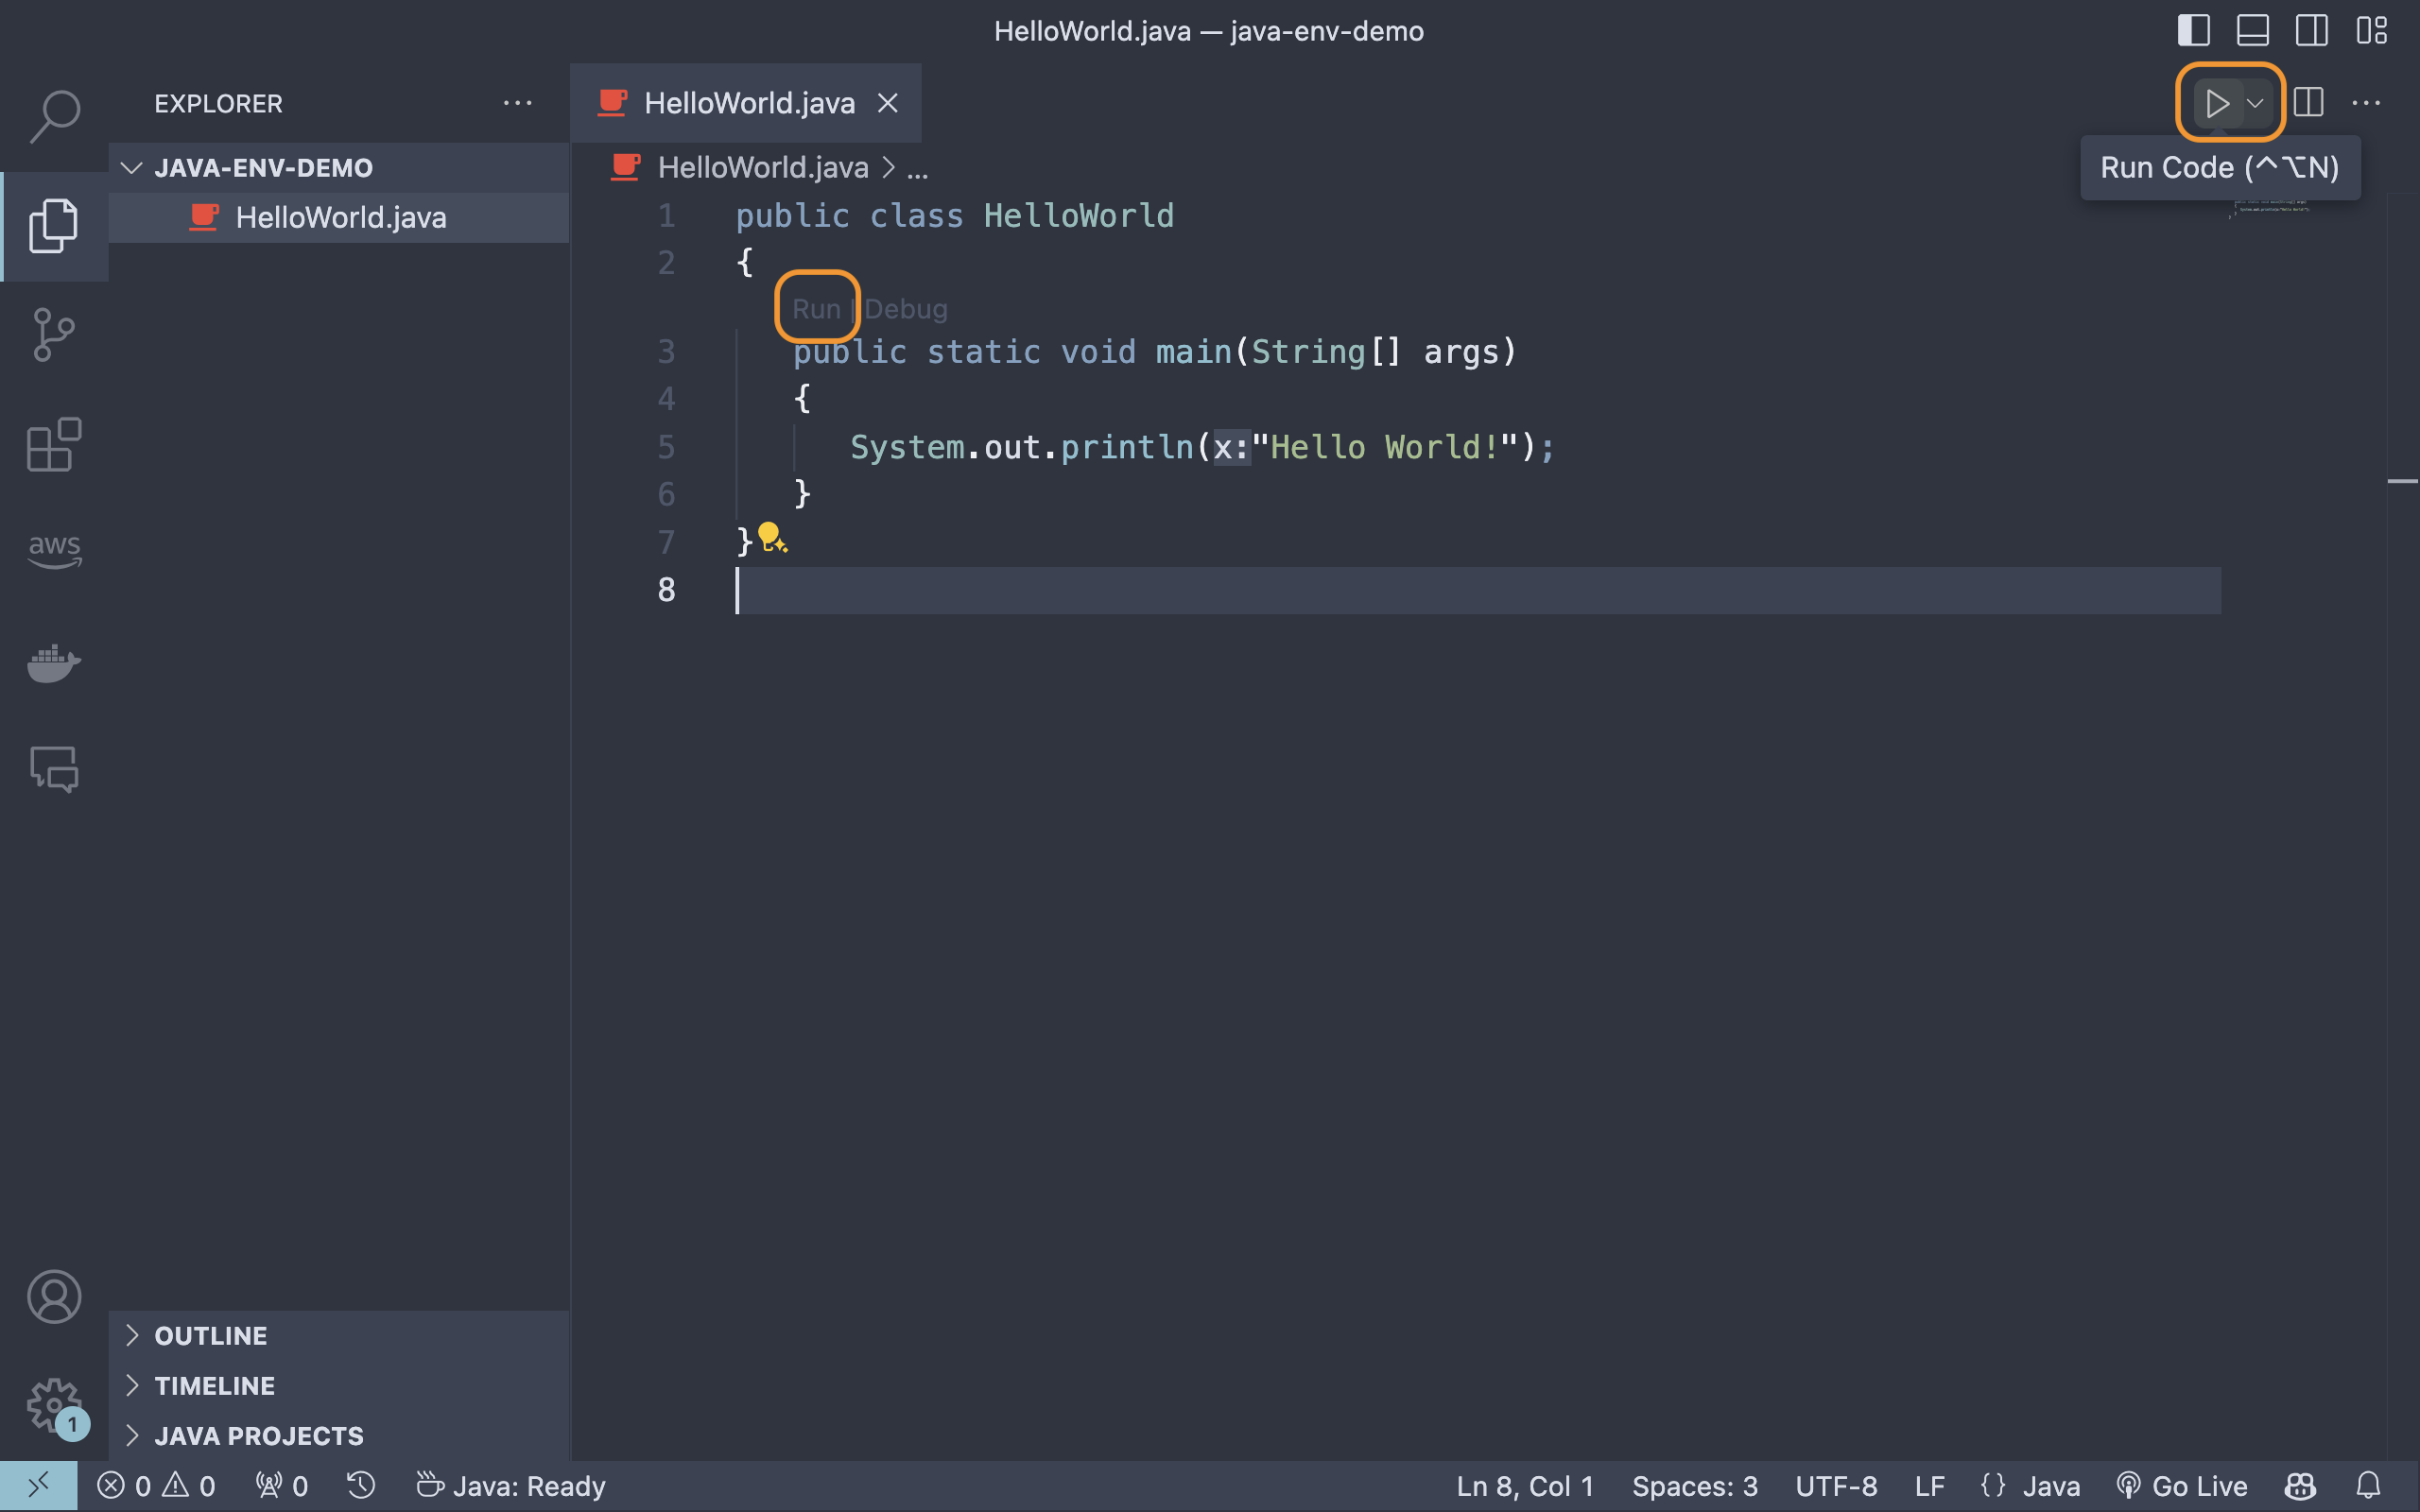 HelloWorld.java — java-env-demo
EXPLORER
HelloWorld.java
Run Code (^⌥N)
JAVA-ENV-DEMO
HelloWorld.java
HelloWorld.java > ...
1 public class HelloWorld
2 {
Run | Debug
3 public static void main(String[] args)
4 {
5 System.out.println(x:"Hello World!");
6 }
7 }
8
aws
OUTLINE
TIMELINE
JAVA PROJECTS
1
0 0 0 Java: Ready Ln 8, Col 1 Spaces: 3 UTF-8 LF {} Java Go Live